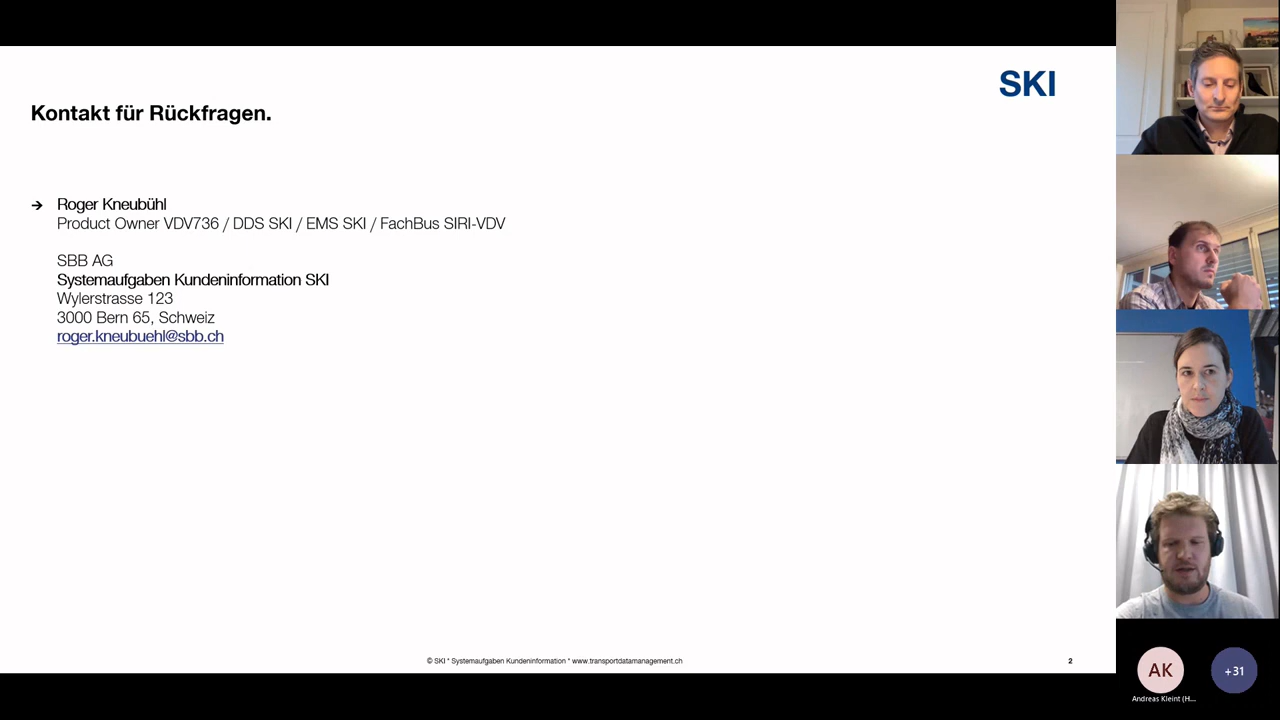 SKI
Kontakt für Rückfragen.
→ Roger Kneubühl
Product Owner VDV736 / DDS SKI / EMS SKI / FachBus SIRI-VDV
SBB AG
Systemaufgaben Kundeninformation SKI
Wylerstrasse 123
3000 Bern 65, Schweiz
roger.kneubuehl@sbb.ch
© SKI * Systemaufgaben Kundeninformation * www.transportdatamanagement.ch
2
AK
+31
Andreas Kleint (H...